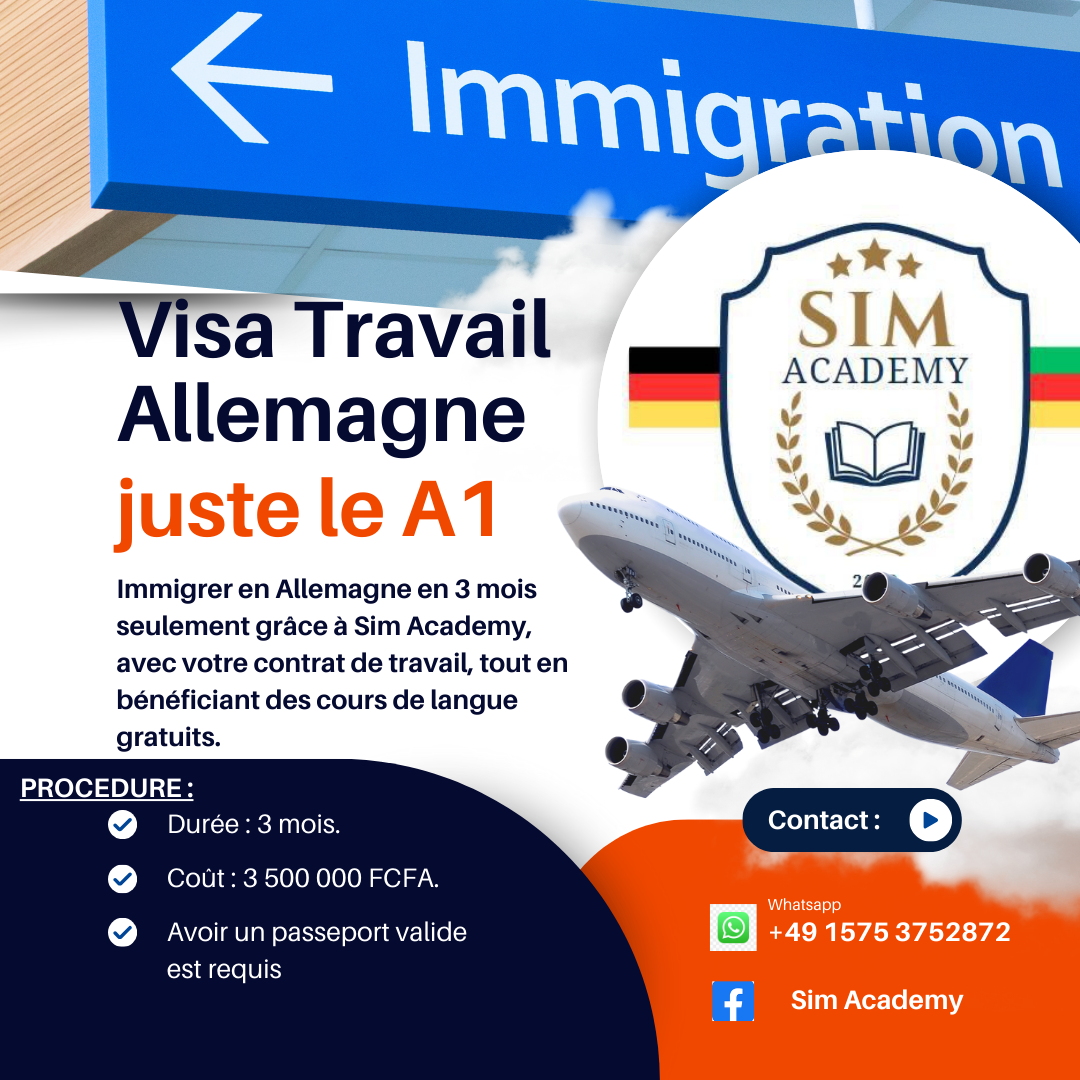 Immigration
SIM
ACADEMY
Visa Travail
Allemagne
juste le A1
Immigrer en Allemagne en 3 mois
seulement grâce à Sim Academy,
avec votre contrat de travail, tout en
bénéficiant des cours de langue
gratuits.
PROCEDURE :
Durée : 3 mois.
Coût : 3 500 000 FCFA.
Avoir un passeport valide
est requis
Contact :
Whatsapp
+49 1575 3752872
Sim Academy